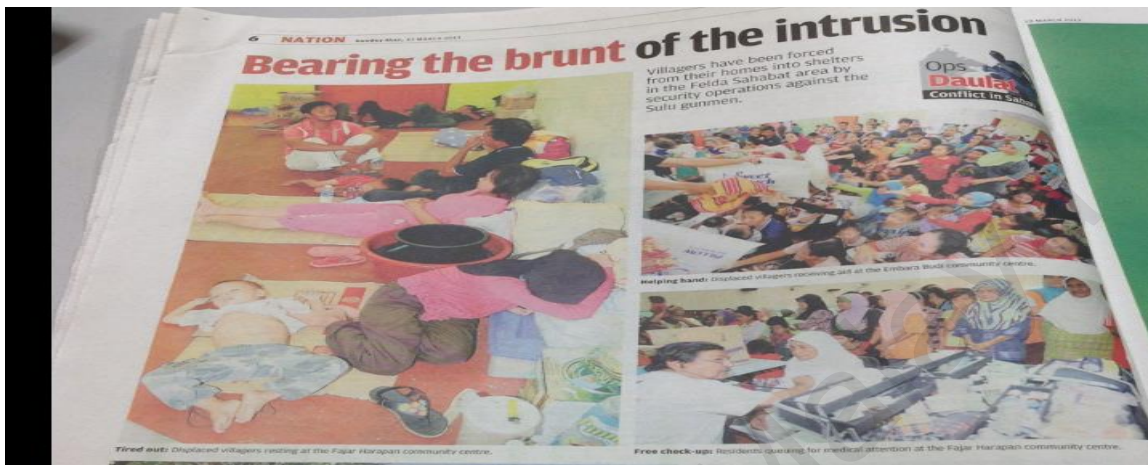 6 NATION Sunday Star, MARCH
Bearing the brunt of the intrusion
Villagers have been forced
from their homes into shelters
in the Felda Sahabat area by
security operations against the
Sulu gunmen.
Ops
Daulat
Conflict in Sabah
Helping hand: Displaced villagers receiving aid at the Embara Budi community centre.
Tired out: Displaced villagers resting at the Fajar Harapan community centre.
Free check-up: Residents queuing for medical attention at the Fajar Harapan community centre.